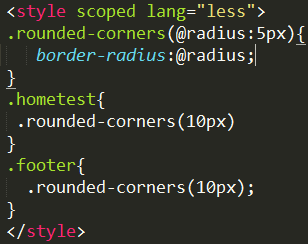 <style scoped lang="less">
.rounded-corners(@radius:5px){
border-radius:@radius;
}
.hometest{
.rounded-corners(10px)
}
.footer{
.rounded-corners(10px);
}
</style>